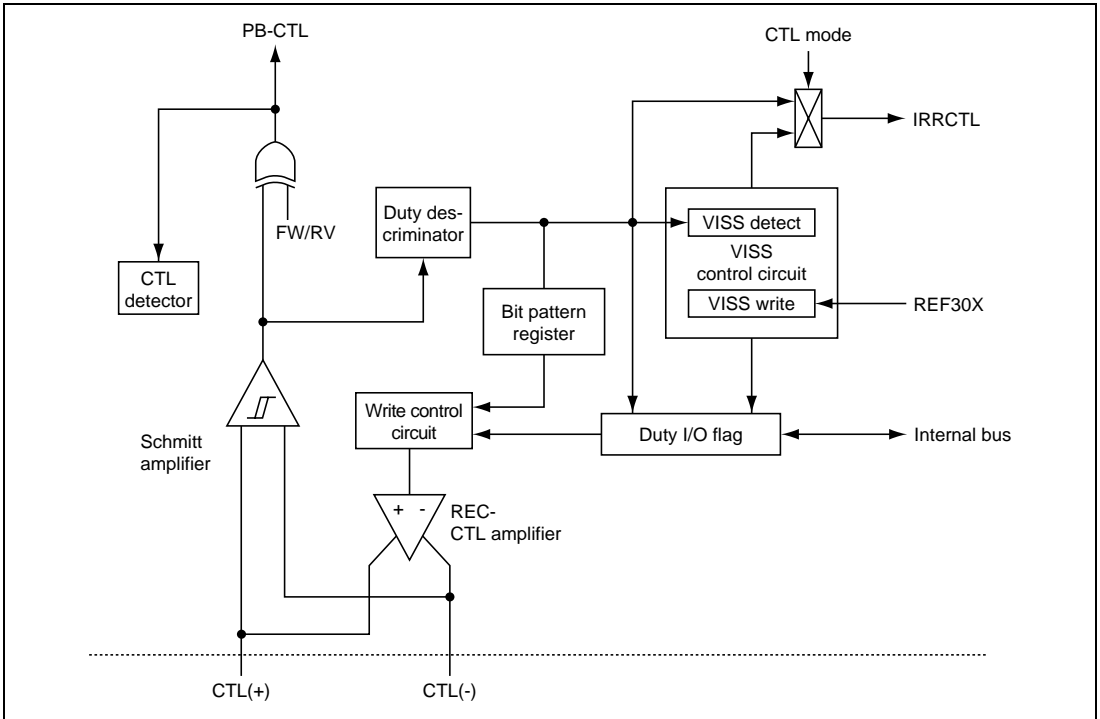 PB-CTL
CTL mode
IRRCTL
FW/RV
Duty des-
criminator
VISS detect
VISS
control circuit
VISS write
REF30X
CTL
detector
Bit pattern
register
Write control
circuit
Duty I/O flag
Internal bus
Schmitt
amplifier
+ -
REC-
CTL amplifier
CTL(+)
CTL(-)